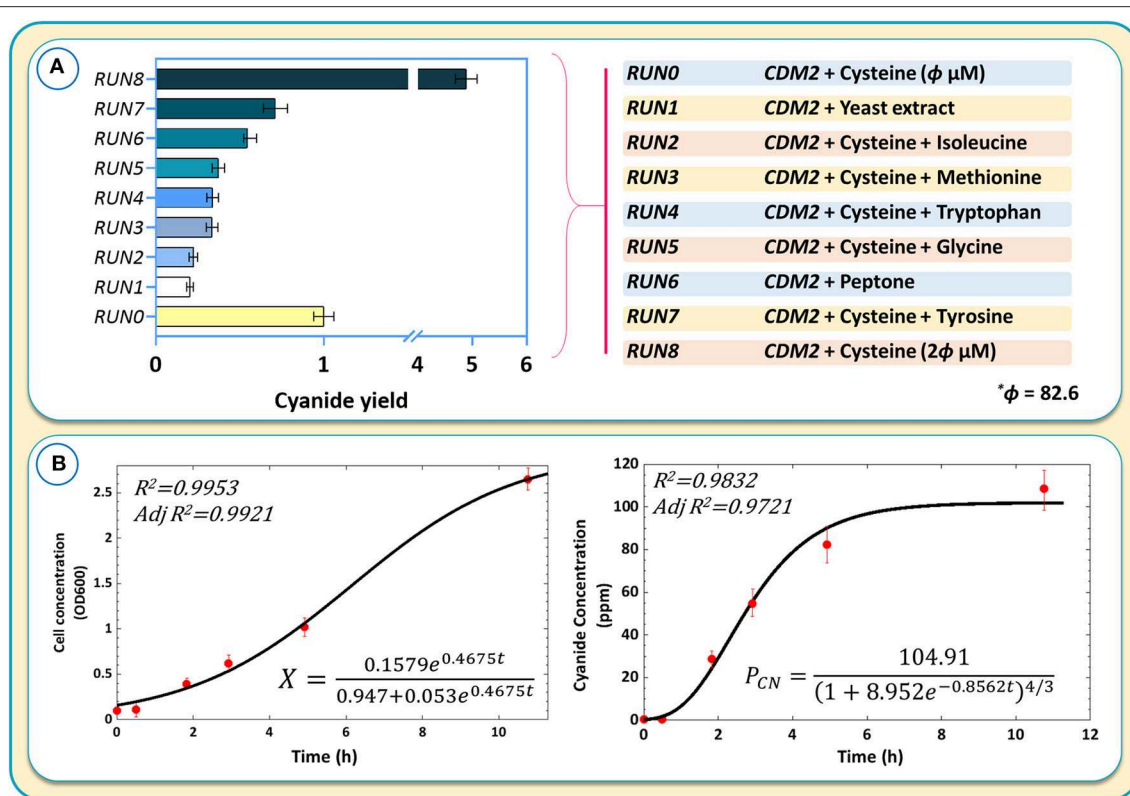 A
RUN8
RUN7
RUN6
RUN5
RUN4
RUN3
RUN2
RUN1
RUN0
0 1 4 5 6
Cyanide yield
RUN0 CDM2 + Cysteine (ϕ µM)
RUN1 CDM2 + Yeast extract
RUN2 CDM2 + Cysteine + Isoleucine
RUN3 CDM2 + Cysteine + Methionine
RUN4 CDM2 + Cysteine + Tryptophan
RUN5 CDM2 + Cysteine + Glycine
RUN6 CDM2 + Peptone
RUN7 CDM2 + Cysteine + Tyrosine
RUN8 CDM2 + Cysteine (2ϕ µM)
*ϕ = 82.6
B
Cell concentration
(OD600)
2.5
2
1.5
1
0.5
0
R²=0.9953
Adj R²=0.9921
X = 0.1579e^0.4675t / 0.947+0.053e^0.4675t
0 2 4 6 8 10
Time (h)
Cyanide Concentration
(ppm)
120
100
80
60
40
20
0
R²=0.9832
Adj R²=0.9721
P_CN = 104.91 / (1 + 8.952e^−0.8562t)^4/3
0 2 4 6 8 10 12
Time (h)